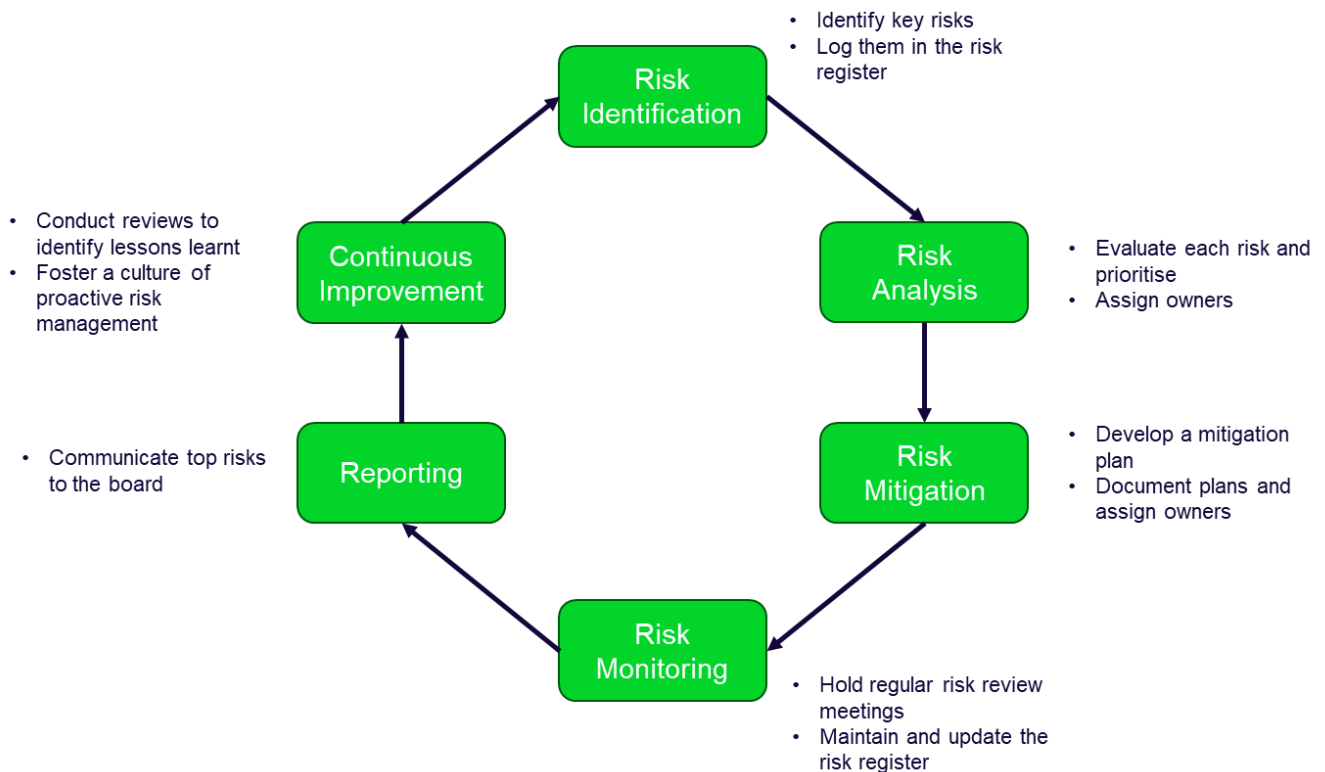 • Identify key risks
• Log them in the risk
register
Risk
Identification
• Conduct reviews to
identify lessons learnt
• Foster a culture of
proactive risk
management
Continuous
Improvement
Risk
Analysis
• Evaluate each risk and
prioritise
• Assign owners
• Communicate top risks
to the board
Reporting
Risk
Mitigation
• Develop a mitigation
plan
• Document plans and
assign owners
Risk
Monitoring
• Hold regular risk review
meetings
• Maintain and update the
risk register